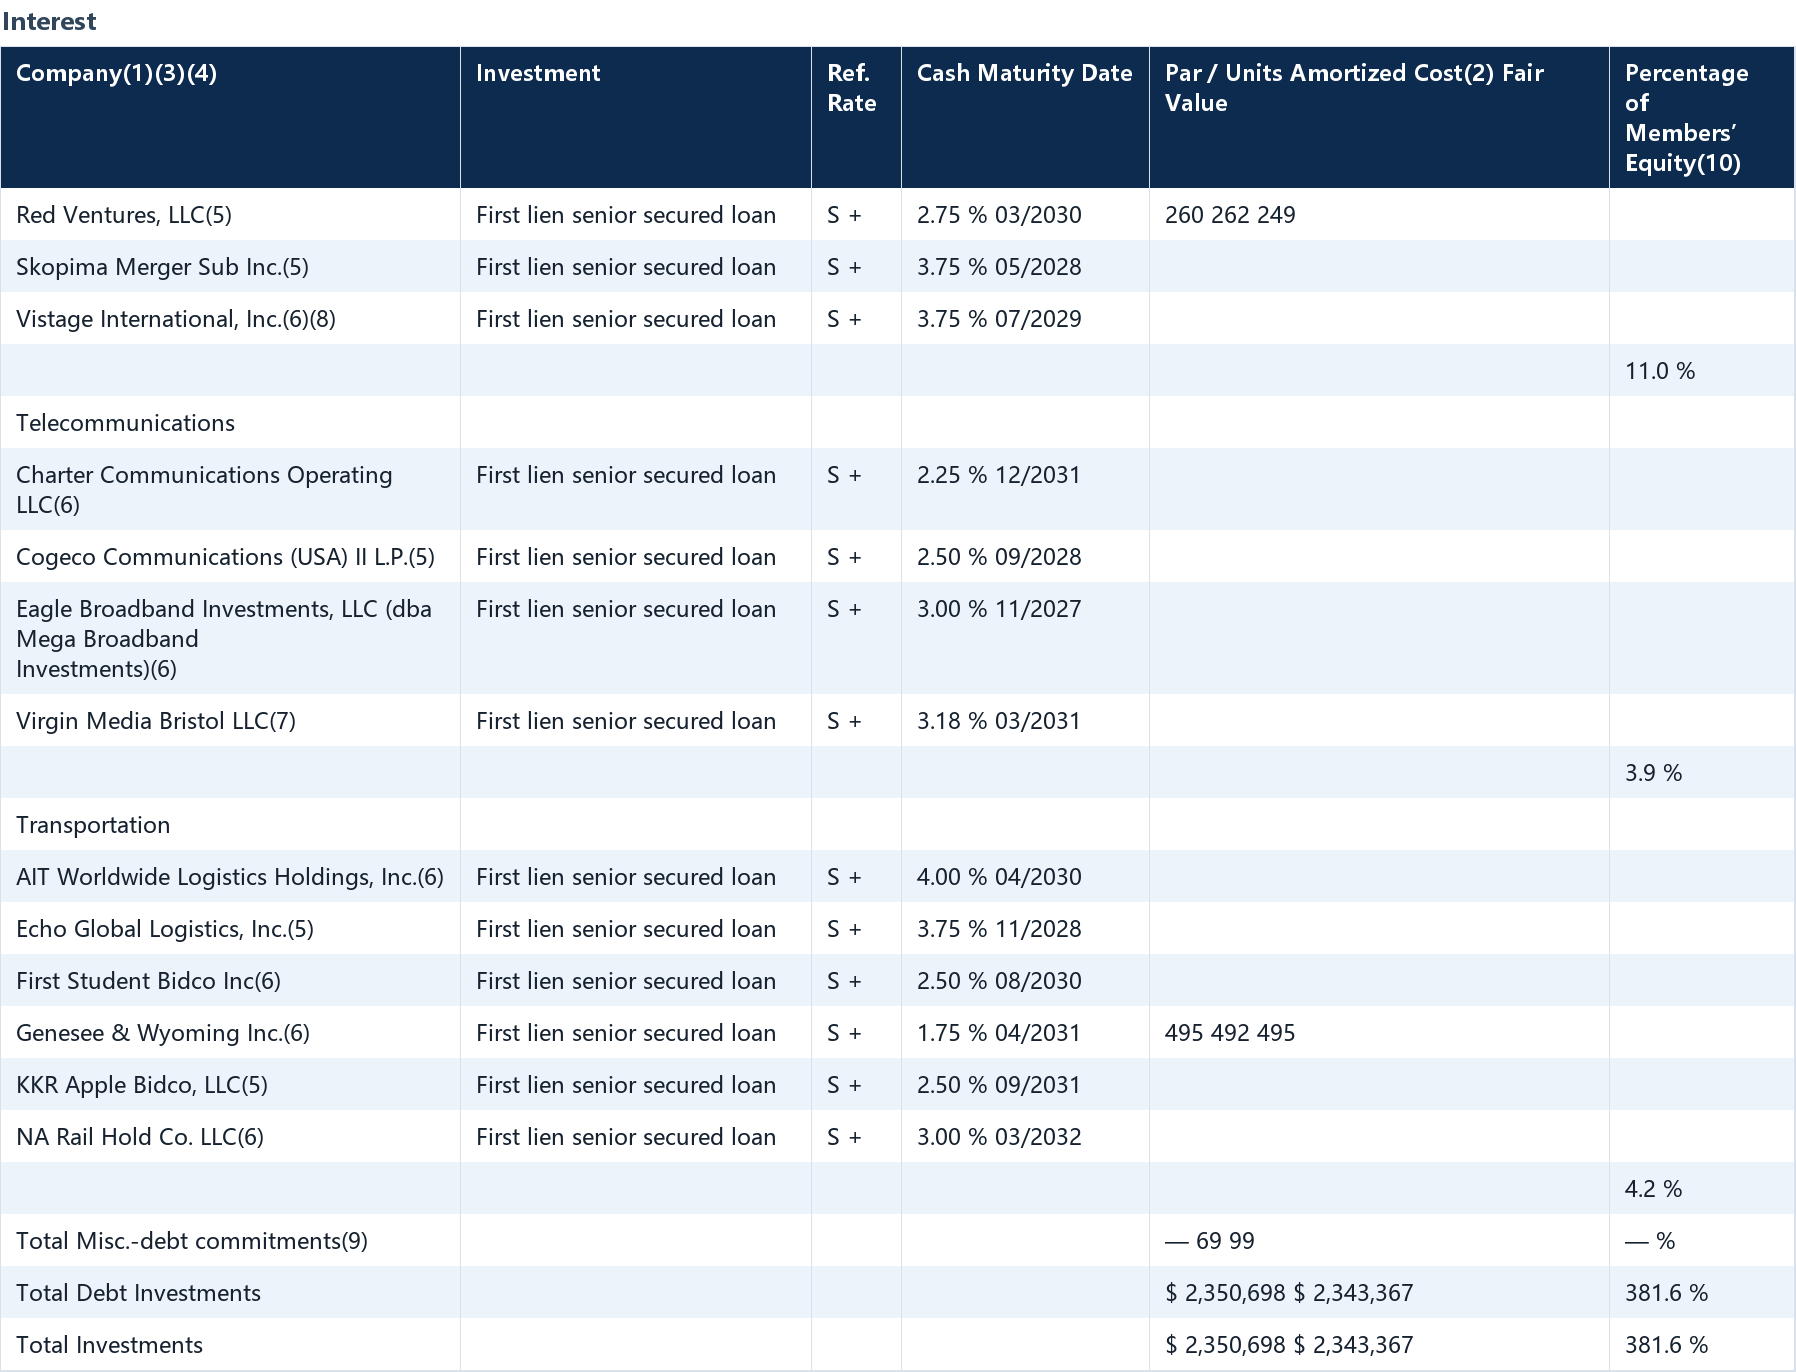 Interest
Company(1)(3)(4) Investment Ref. Rate Cash Maturity Date Par / Units Amortized Cost(2) Fair Value Percentage of Members’ Equity(10)
Red Ventures, LLC(5) First lien senior secured loan S + 2.75 % 03/2030 260 262 249
Skopima Merger Sub Inc.(5) First lien senior secured loan S + 3.75 % 05/2028
Vistage International, Inc.(6)(8) First lien senior secured loan S + 3.75 % 07/2029
11.0 %
Telecommunications
Charter Communications Operating LLC(6) First lien senior secured loan S + 2.25 % 12/2031
Cogeco Communications (USA) II L.P.(5) First lien senior secured loan S + 2.50 % 09/2028
Eagle Broadband Investments, LLC (dba Mega Broadband Investments)(6) First lien senior secured loan S + 3.00 % 11/2027
Virgin Media Bristol LLC(7) First lien senior secured loan S + 3.18 % 03/2031
3.9 %
Transportation
AIT Worldwide Logistics Holdings, Inc.(6) First lien senior secured loan S + 4.00 % 04/2030
Echo Global Logistics, Inc.(5) First lien senior secured loan S + 3.75 % 11/2028
First Student Bidco Inc(6) First lien senior secured loan S + 2.50 % 08/2030
Genesee & Wyoming Inc.(6) First lien senior secured loan S + 1.75 % 04/2031 495 492 495
KKR Apple Bidco, LLC(5) First lien senior secured loan S + 2.50 % 09/2031
NA Rail Hold Co. LLC(6) First lien senior secured loan S + 3.00 % 03/2032
4.2 %
Total Misc.-debt commitments(9) — 69 99 — %
Total Debt Investments $ 2,350,698 $ 2,343,367 381.6 %
Total Investments $ 2,350,698 $ 2,343,367 381.6 %